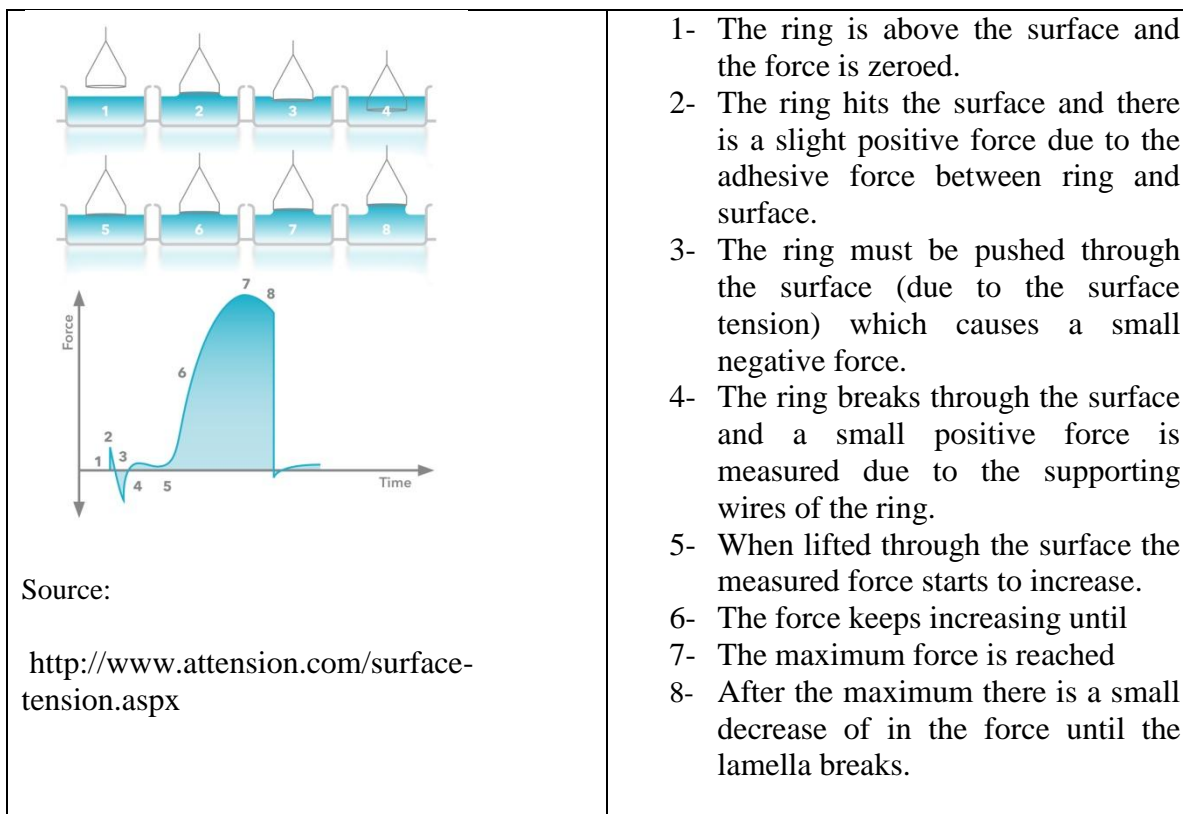 1
2
3
4
5
6
7
8
Force
1
2
3
4
5
6
7
8
Time
Source:
http://www.attension.com/surface-
tension.aspx
1- The ring is above the surface and
the force is zeroed.
2- The ring hits the surface and there
is a slight positive force due to the
adhesive force between ring and
surface.
3- The ring must be pushed through
the surface (due to the surface
tension) which causes a small
negative force.
4- The ring breaks through the surface
and a small positive force is
measured due to the supporting
wires of the ring.
5- When lifted through the surface the
measured force starts to increase.
6- The force keeps increasing until
7- The maximum force is reached
8- After the maximum there is a small
decrease of in the force until the
lamella breaks.